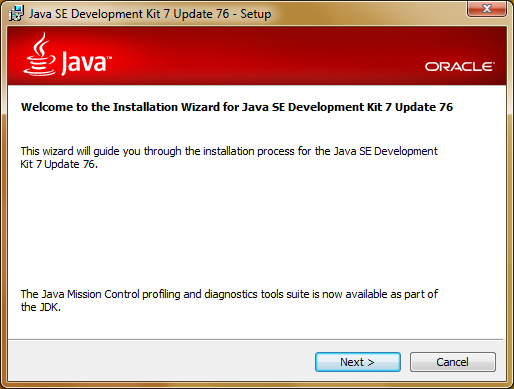 Java SE Development Kit 7 Update 76 - Setup
Java™
ORACLE®
Welcome to the Installation Wizard for Java SE Development Kit 7 Update 76
This wizard will guide you through the installation process for the Java SE Development
Kit 7 Update 76.
The Java Mission Control profiling and diagnostics tools suite is now available as part of
the JDK.
Next >
Cancel